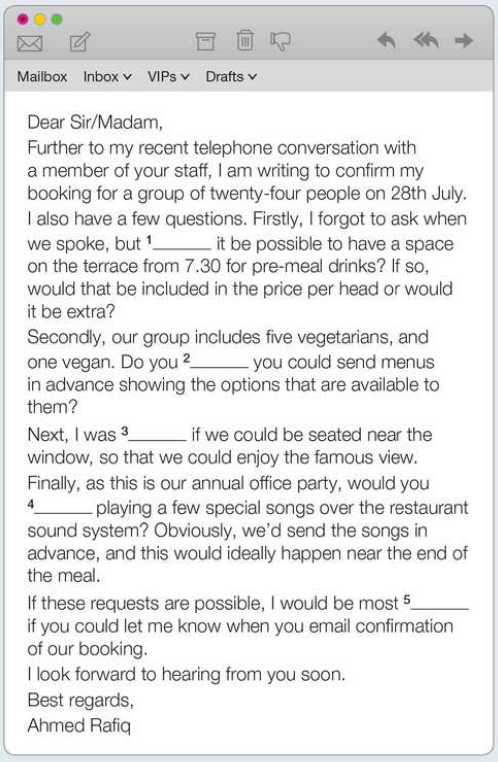 Mailbox Inbox VIPs Drafts
Dear Sir/Madam,
Further to my recent telephone conversation with
a member of your staff, I am writing to confirm my
booking for a group of twenty-four people on 28th July.
I also have a few questions. Firstly, I forgot to ask when
we spoke, but 1______ it be possible to have a space
on the terrace from 7.30 for pre-meal drinks? If so,
would that be included in the price per head or would
it be extra?
Secondly, our group includes five vegetarians, and
one vegan. Do you 2______ you could send menus
in advance showing the options that are available to
them?
Next, I was 3______ if we could be seated near the
window, so that we could enjoy the famous view.
Finally, as this is our annual office party, would you
4______ playing a few special songs over the restaurant
sound system? Obviously, we'd send the songs in
advance, and this would ideally happen near the end of
the meal.
If these requests are possible, I would be most 5______
if you could let me know when you email confirmation
of our booking.
I look forward to hearing from you soon.
Best regards,
Ahmed Rafiq